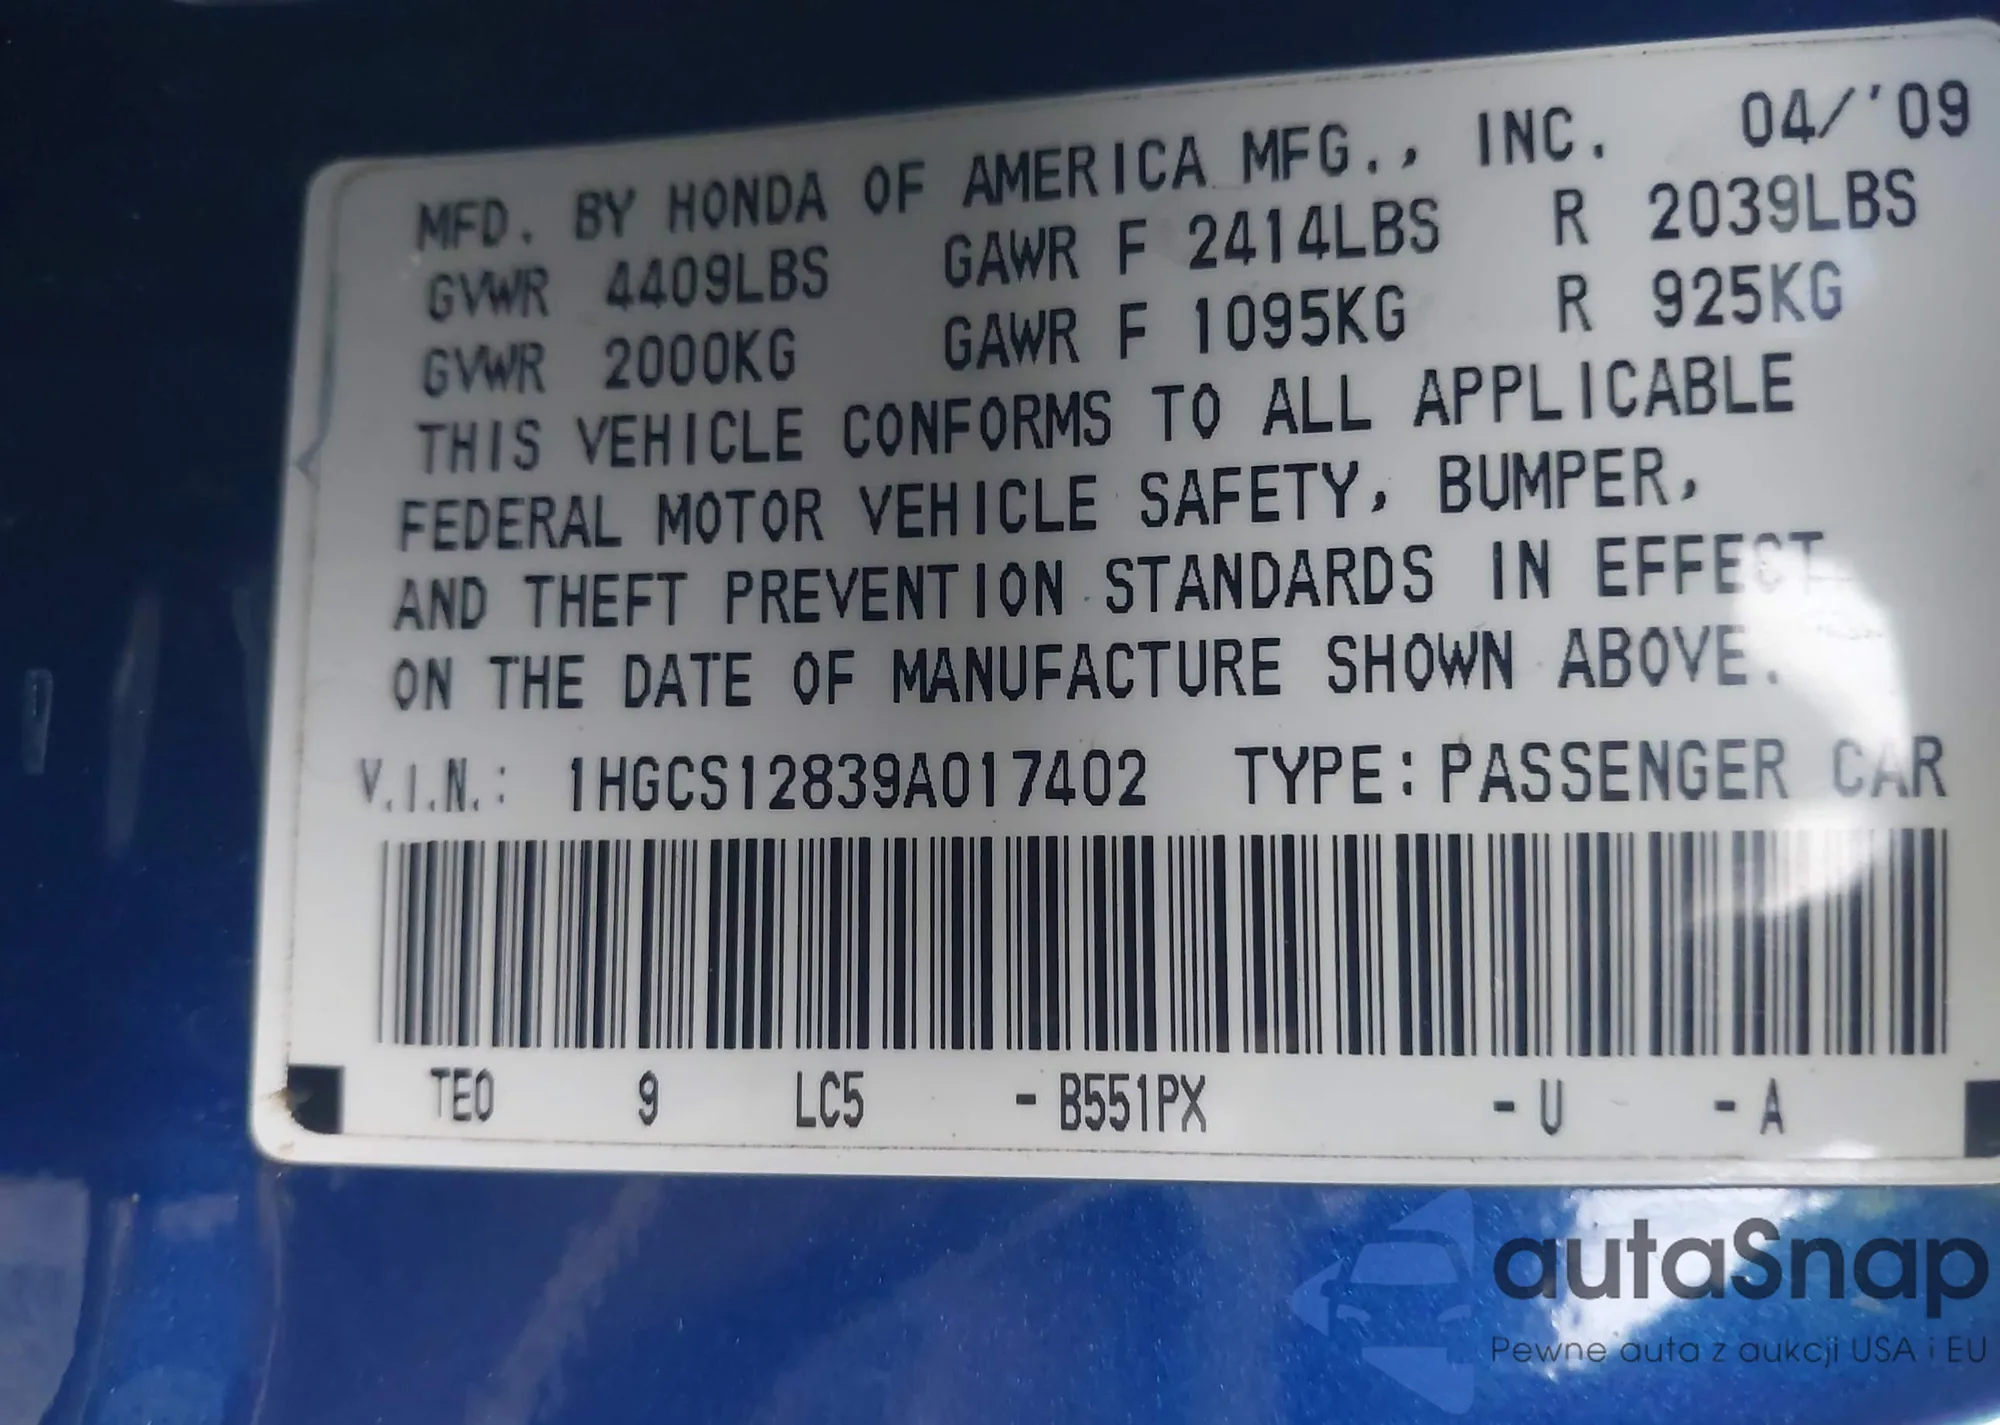 MFD. BY HONDA OF AMERICA MFG., INC. 04/'09
GVWR 4409LBS GAWR F 2414LBS R 2039LBS
GVWR 2000KG GAWR F 1095KG R 925KG
THIS VEHICLE CONFORMS TO ALL APPLICABLE
FEDERAL MOTOR VEHICLE SAFETY, BUMPER,
AND THEFT PREVENTION STANDARDS IN EFFECT
ON THE DATE OF MANUFACTURE SHOWN ABOVE.
V.I.N.: 1HGCS12839A017402 TYPE: PASSENGER CAR
TE0 9 LC5 - B551PX - U - A
autaSnap
Pewne auta z aukcji USA i EU